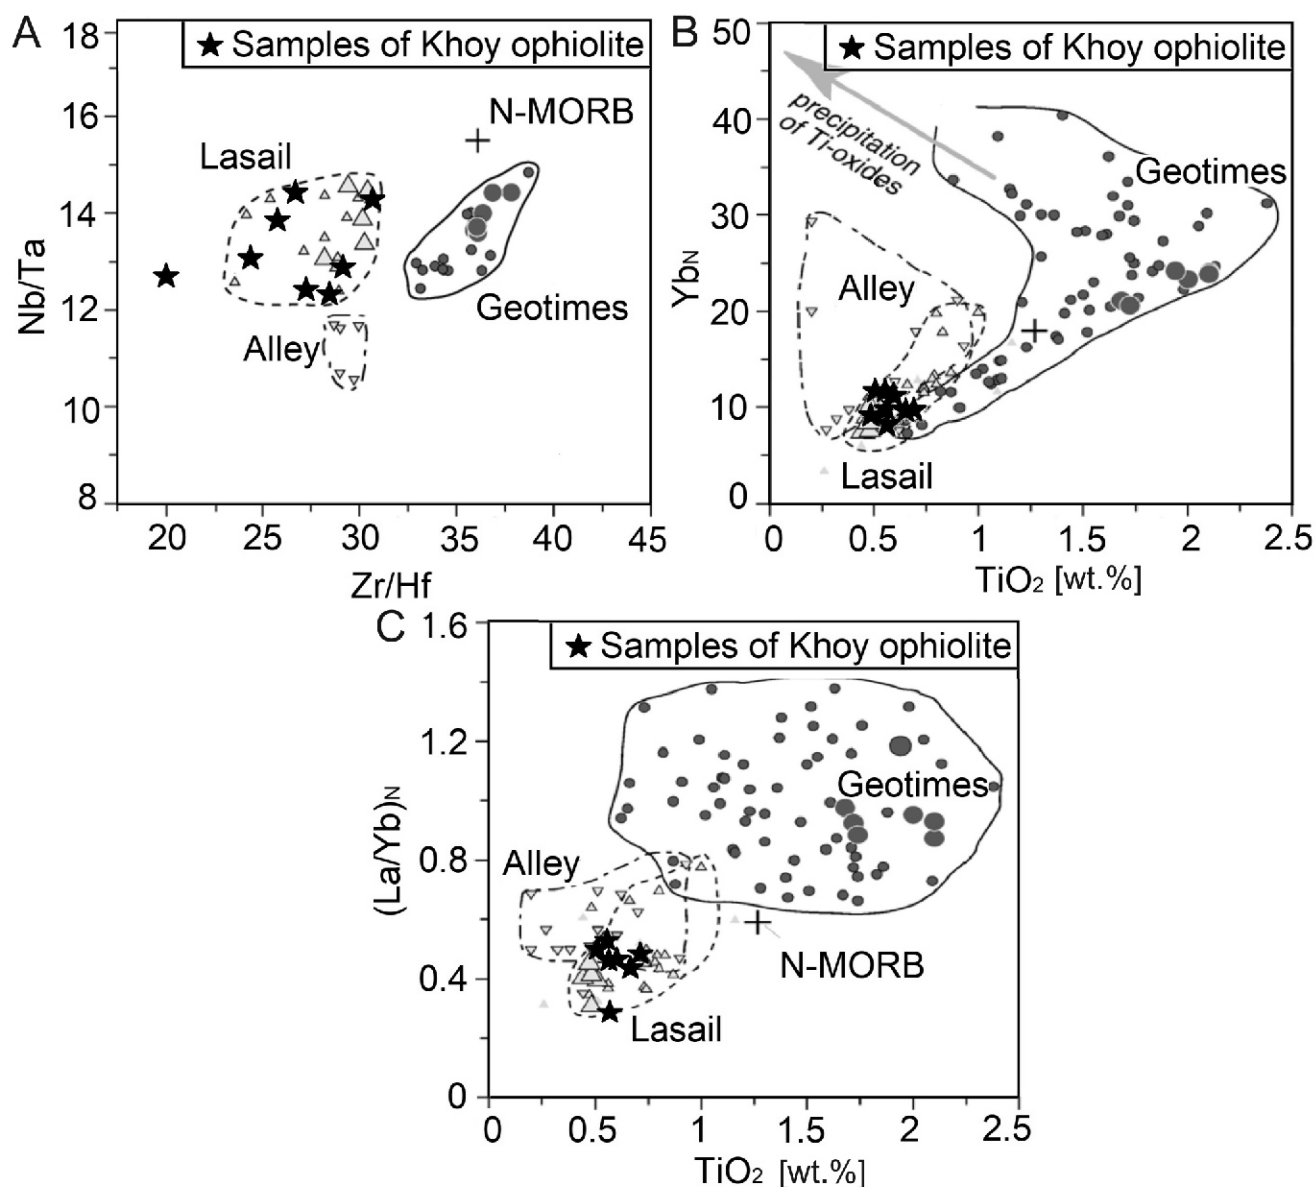 A
★ Samples of Khoy ophiolite
18
16
14
12
10
8
Nb/Ta
N-MORB
Lasail
Geotimes
Alley
20 25 30 35 40 45
Zr/Hf
B
★ Samples of Khoy ophiolite
50
40
30
20
10
0
YbN
precipitation
of Ti-oxides
Geotimes
Alley
Lasail
0 0.5 1 1.5 2 2.5
TiO2 [wt.%]
C
★ Samples of Khoy ophiolite
1.6
1.2
0.8
0.4
0
(La/Yb)N
Geotimes
Alley
N-MORB
Lasail
0 0.5 1 1.5 2 2.5
TiO2 [wt.%]